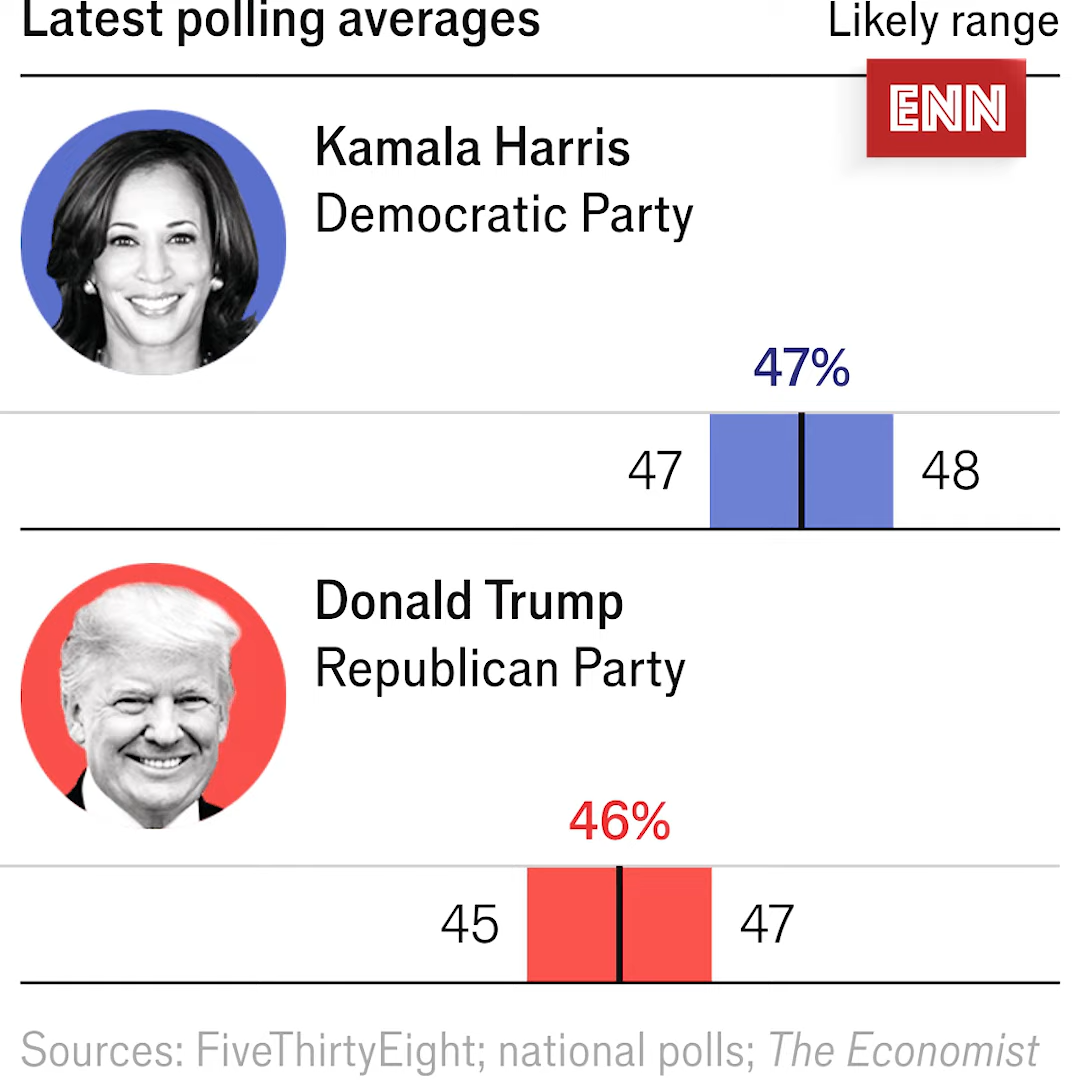 Latest polling averages
Likely range
ENN
Kamala Harris
Democratic Party
47%
47
48
Donald Trump
Republican Party
46%
45
47
Sources: FiveThirtyEight; national polls; The Economist